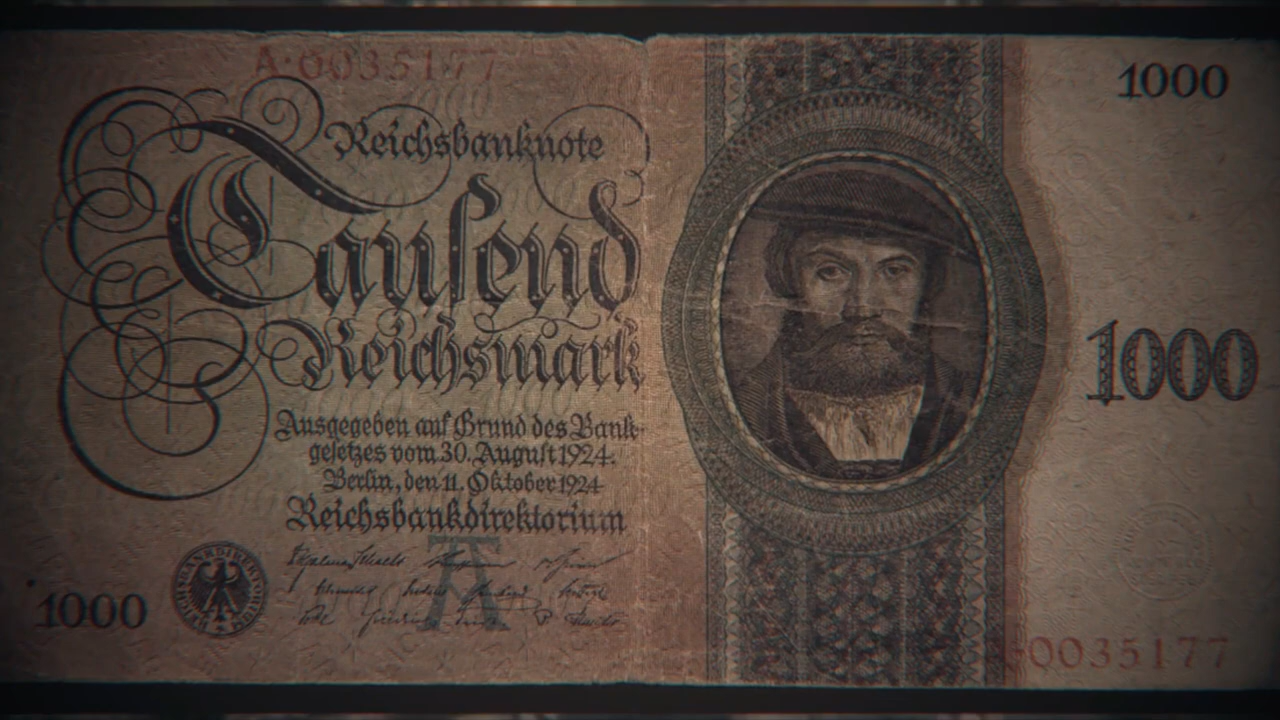 A·0035177
1000
Reichsbanknote
Tausend
Reichsmark
1000
Ausgegeben auf Grund des Bank-
gesetzes vom 30. August 1924.
Berlin, den 11. Oktober 1924
Reichsbankdirektorium
A
1000
0035177